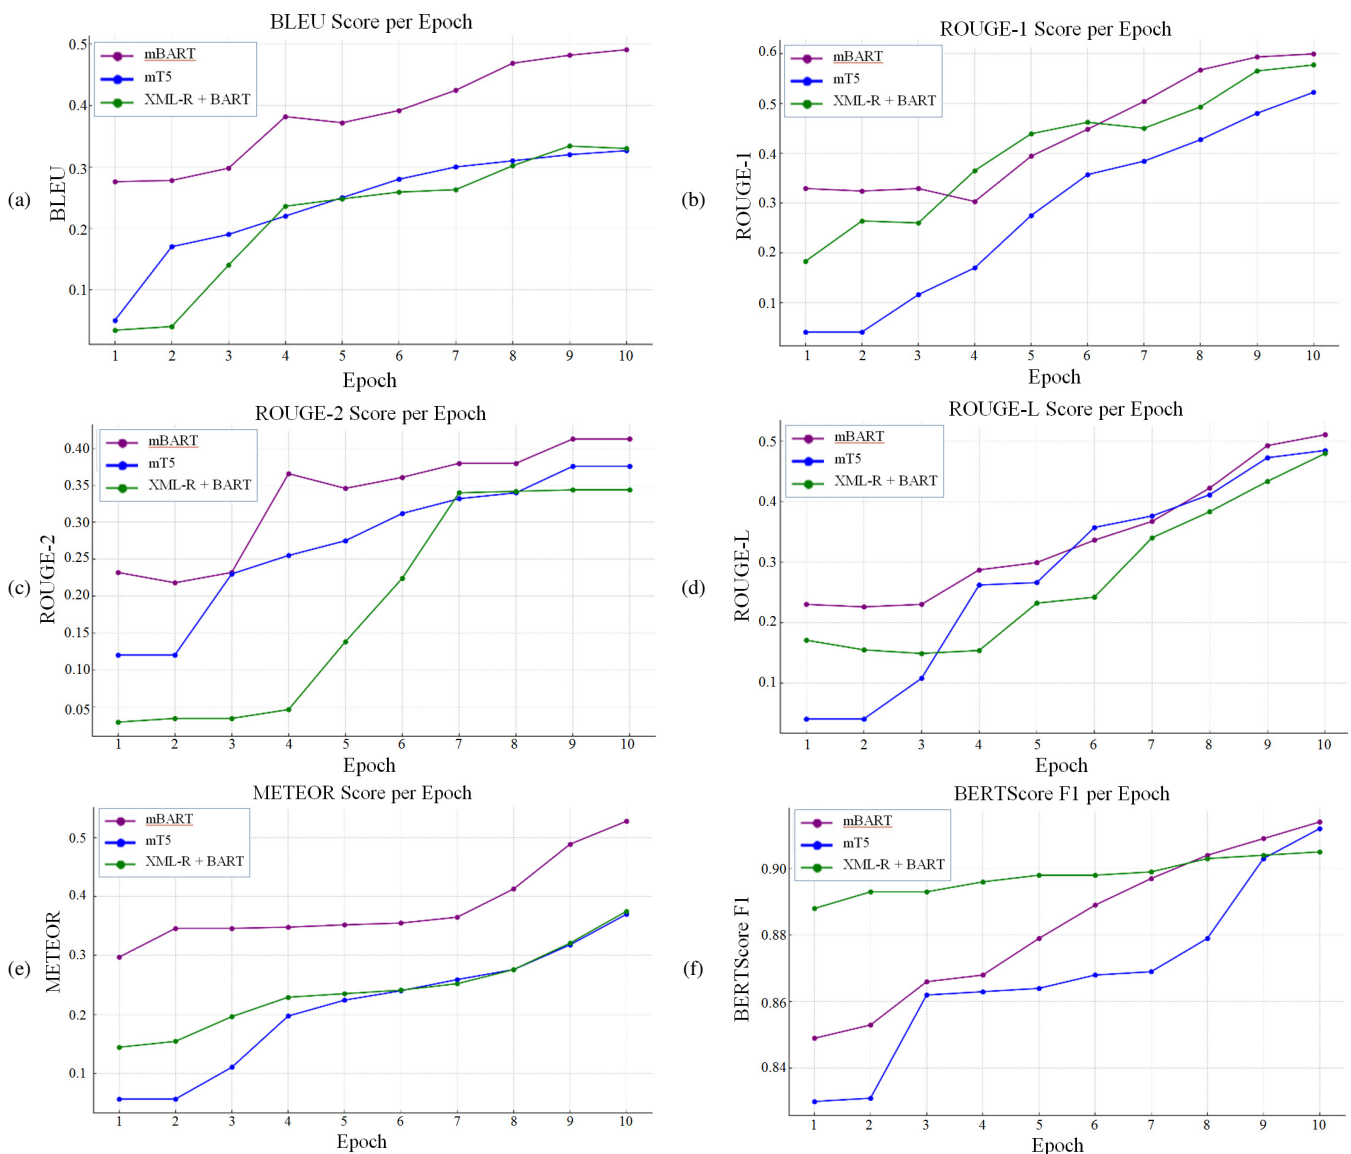 BLEU Score per Epoch
mBART
mT5
XML-R + BART
0.5
0.4
0.3
0.2
0.1
(a)
BLEU
1 2 3 4 5 6 7 8 9 10
Epoch
ROUGE-1 Score per Epoch
mBART
mT5
XML-R + BART
0.6
0.5
0.4
0.3
0.2
0.1
(b)
ROUGE-1
1 2 3 4 5 6 7 8 9 10
Epoch
ROUGE-2 Score per Epoch
mBART
mT5
XML-R + BART
0.40
0.35
0.30
0.25
0.20
0.15
0.10
0.05
(c)
ROUGE-2
1 2 3 4 5 6 7 8 9 10
Epoch
ROUGE-L Score per Epoch
mBART
mT5
XML-R + BART
0.5
0.4
0.3
0.2
0.1
(d)
ROUGE-L
1 2 3 4 5 6 7 8 9 10
Epoch
METEOR Score per Epoch
mBART
mT5
XML-R + BART
0.5
0.4
0.3
0.2
0.1
(e)
METEOR
1 2 3 4 5 6 7 8 9 10
Epoch
BERTScore F1 per Epoch
mBART
mT5
XML-R + BART
0.90
0.88
0.86
0.84
(f)
BERTScore F1
1 2 3 4 5 6 7 8 9 10
Epoch